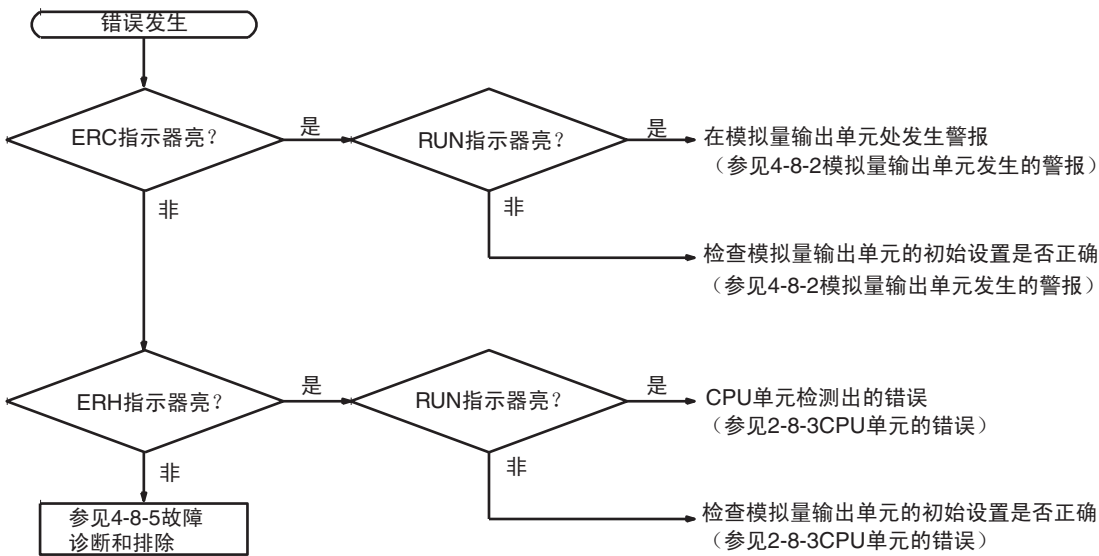 错误发生
ERC指示器亮？
是
RUN指示器亮？
是
在模拟量输出单元处发生警报
（参见4-8-2模拟量输出单元发生的警报）
非
非
检查模拟量输出单元的初始设置是否正确
（参见4-8-2模拟量输出单元发生的警报）
ERH指示器亮？
是
RUN指示器亮？
是
CPU单元检测出的错误
（参见2-8-3CPU单元的错误）
非
非
参见4-8-5故障
诊断和排除
检查模拟量输出单元的初始设置是否正确
（参见2-8-3CPU单元的错误）